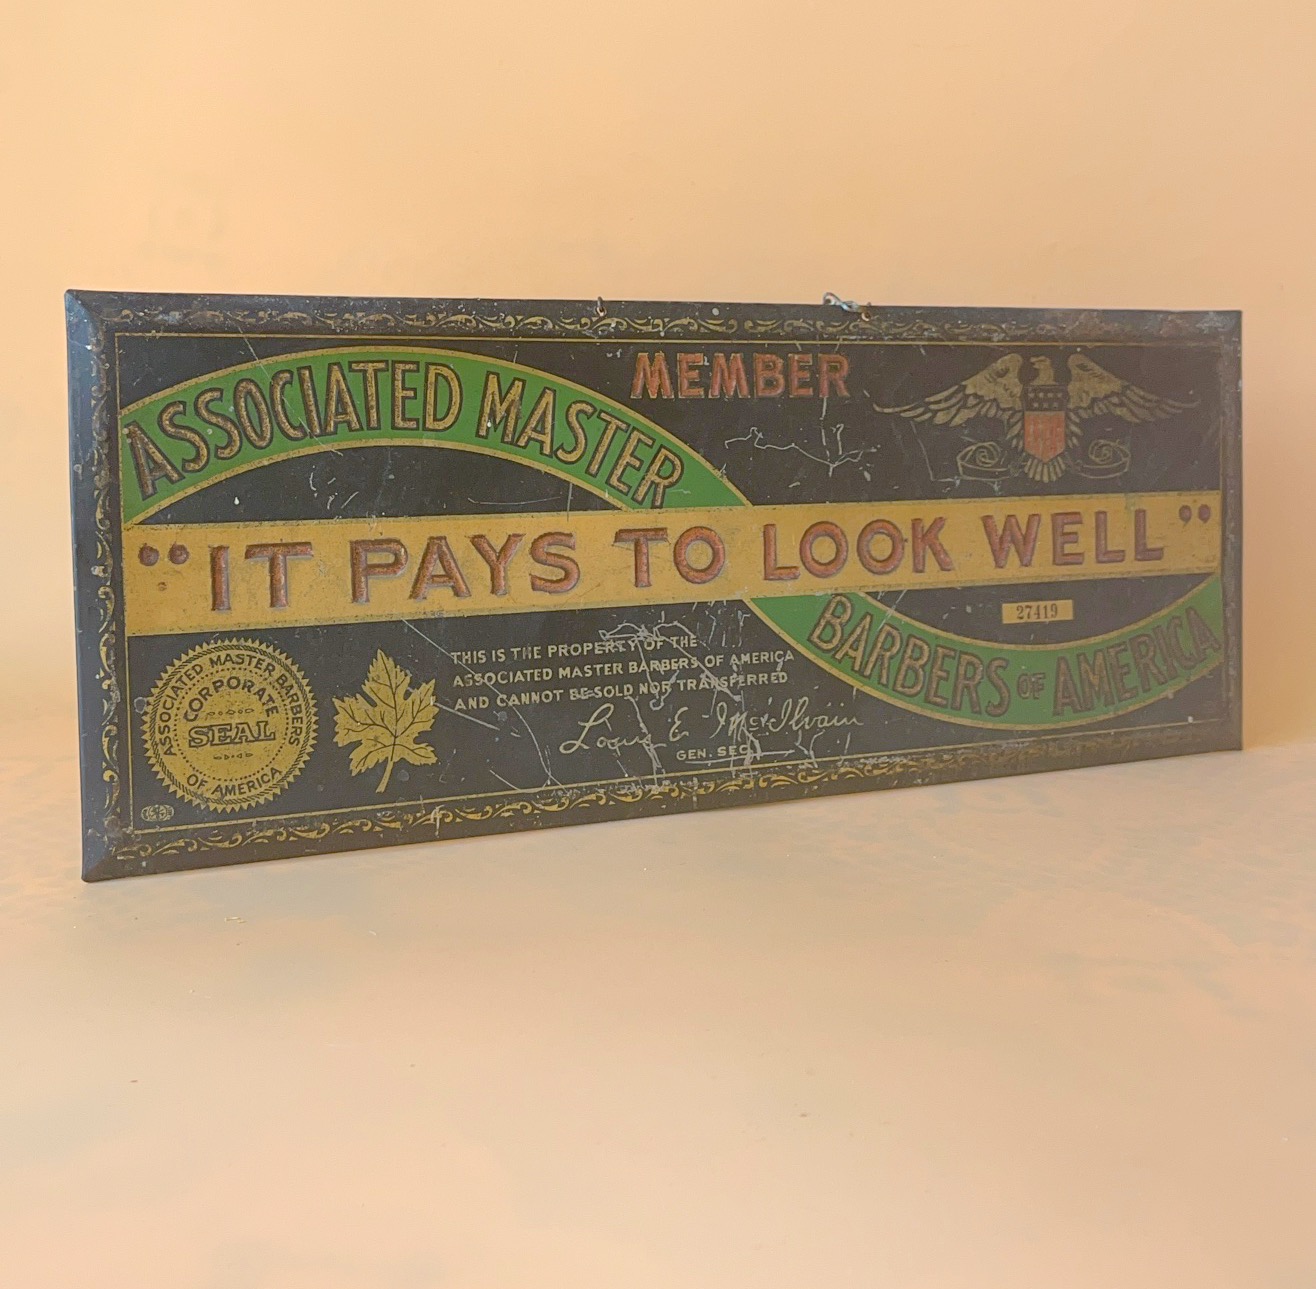 MEMBER
ASSOCIATED MASTER
"IT PAYS TO LOOK WELL"
27419
BARBERS OF AMERICA
ASSOCIATED MASTER BARBERS
CORPORATE
SEAL
OF AMERICA
THIS IS THE PROPERTY OF THE
ASSOCIATED MASTER BARBERS OF AMERICA
AND CANNOT BE SOLD NOR TRANSFERRED
Louis E. McIlvain
GEN. SEC.